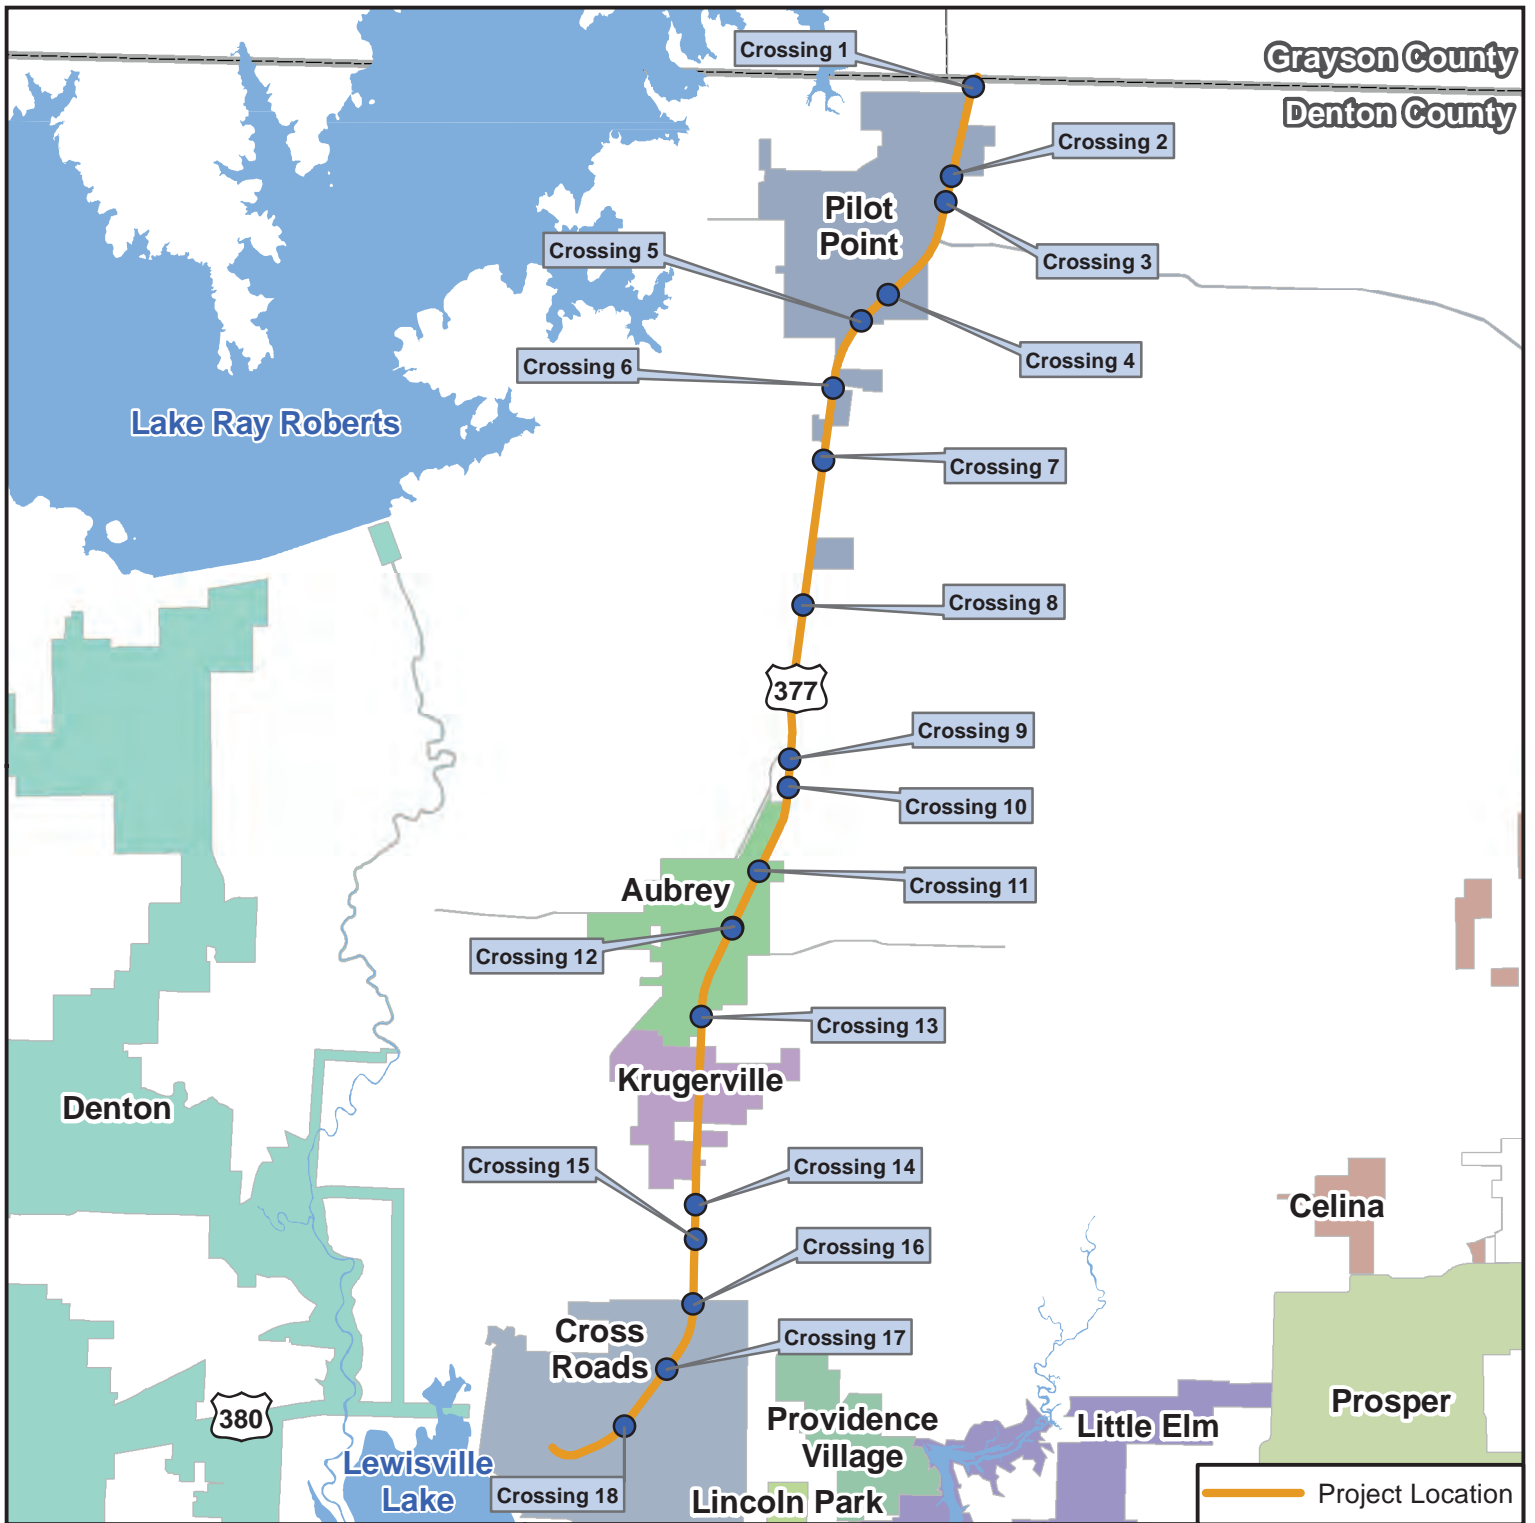 Crossing 1
Grayson County
Denton County
Crossing 2
Pilot
Point
Crossing 5
Crossing 3
Crossing 4
Crossing 6
Lake Ray Roberts
Crossing 7
Crossing 8
377
Crossing 9
Crossing 10
Aubrey
Crossing 11
Crossing 12
Crossing 13
Krugerville
Denton
Crossing 15
Crossing 14
Celina
Crossing 16
Cross
Roads
Crossing 17
380
Providence
Village
Little Elm
Prosper
Lewisville
Lake
Crossing 18
Lincoln Park
Project Location